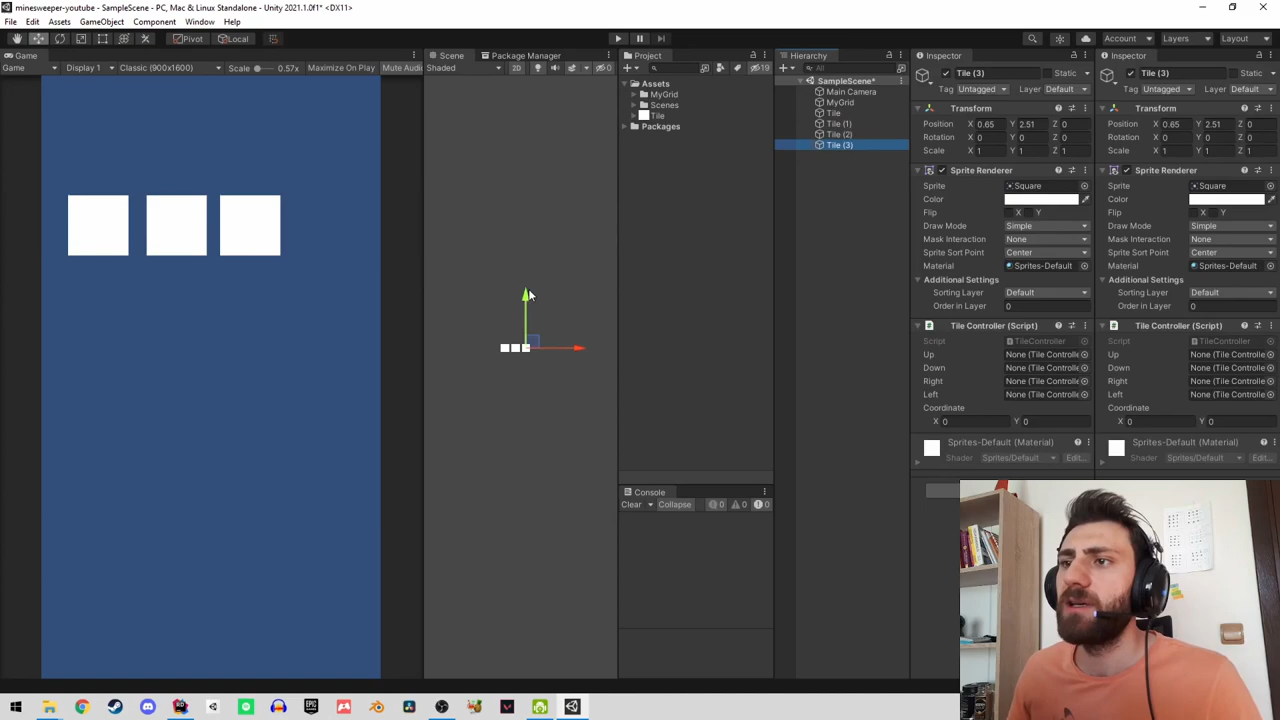 minesweeper-youtube - SampleScene - PC, Mac & Linux Standalone - Unity 2021.1.0f1* <DX11>
File Edit Assets GameObject Component Window Help
Pivot Local Account Layers Layout
Game Scene Package Manager Project Hierarchy Inspector Inspector
Game Display 1 Classic (900x1600) Scale 0.57x Maximize On Play Mute Audi
Shaded 2D 0
19
All
Assets
MyGrid
Scenes
Tile
Packages
SampleScene*
Main Camera
MyGrid
Tile
Tile (1)
Tile (2)
Tile (3)
Tile (3) Static
Tag Untagged Layer Default
Transform
Position X 0.65 Y 2.51 Z 0
Rotation X 0 Y 0 Z 0
Scale X 1 Y 1 Z 1
Sprite Renderer
Sprite Square
Color
Flip X Y
Draw Mode Simple
Mask Interaction None
Sprite Sort Point Center
Material Sprites-Default
Additional Settings
Sorting Layer Default
Order in Layer 0
Tile Controller (Script)
Script TileController
Up None (Tile Controlle
Down None (Tile Controlle
Right None (Tile Controlle
Left None (Tile Controlle
Coordinate
X 0 Y 0
Sprites-Default (Material)
Shader Sprites/Default Edit...
Tile (3) Static
Tag Untagged Layer Default
Transform
Position X 0.65 Y 2.51 Z 0
Rotation X 0 Y 0 Z 0
Scale X 1 Y 1 Z 1
Sprite Renderer
Sprite Square
Color
Flip X Y
Draw Mode Simple
Mask Interaction None
Sprite Sort Point Center
Material Sprites-Default
Additional Settings
Sorting Layer Default
Order in Layer 0
Tile Controller (Script)
Script TileController
Up None (Tile Controlle
Down None (Tile Controlle
Right None (Tile Controlle
Left None (Tile Controlle
Coordinate
X 0 Y 0
Sprites-Default (Material)
Shader Sprites/Default Edit...
Console
Clear Collapse 0 0 0
EPIC GAMES